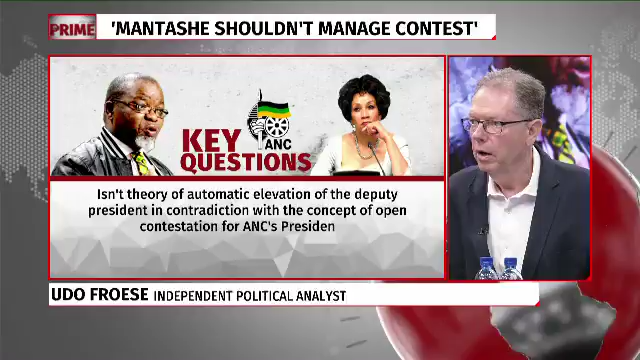 PRIME
'MANTASHE SHOULDN'T MANAGE CONTEST'
ANC
KEY
QUESTIONS
Isn't theory of automatic elevation of the deputy
president in contradiction with the concept of open
contestation for ANC's Presiden
UDO FROESE INDEPENDENT POLITICAL ANALYST